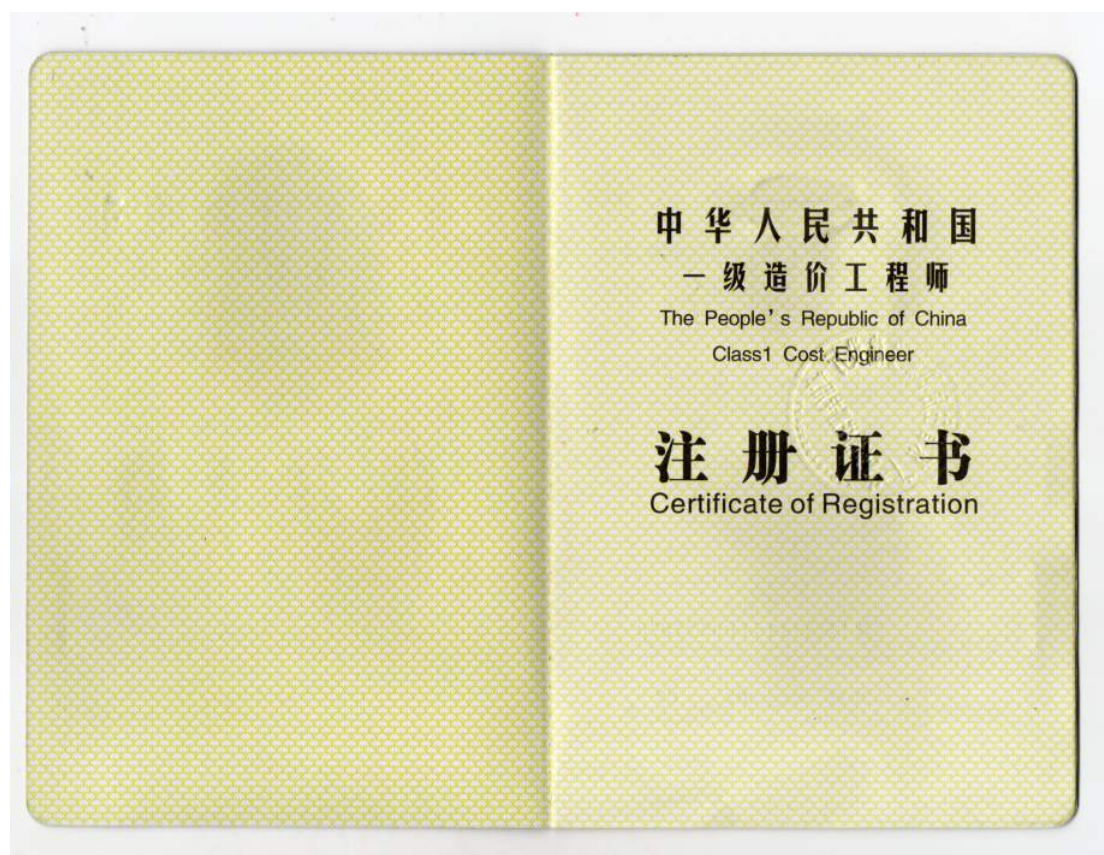 中华人民共和国
一级造价工程师
The People's Republic of China
Class1 Cost Engineer
注册证书
Certificate of Registration